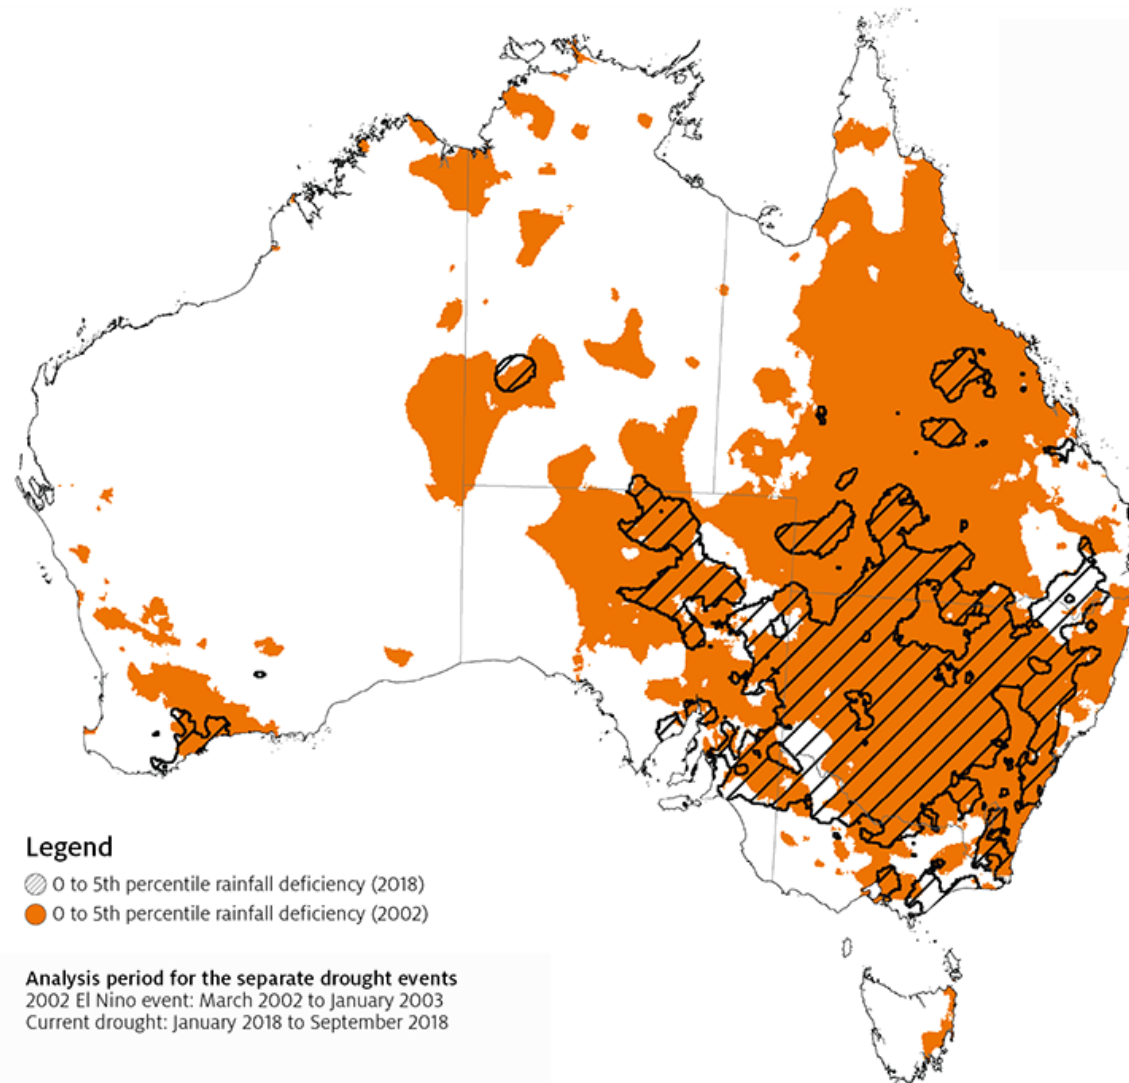 Legend
0 to 5th percentile rainfall deficiency (2018)
0 to 5th percentile rainfall deficiency (2002)
Analysis period for the separate drought events
2002 El Nino event: March 2002 to January 2003
Current drought: January 2018 to September 2018